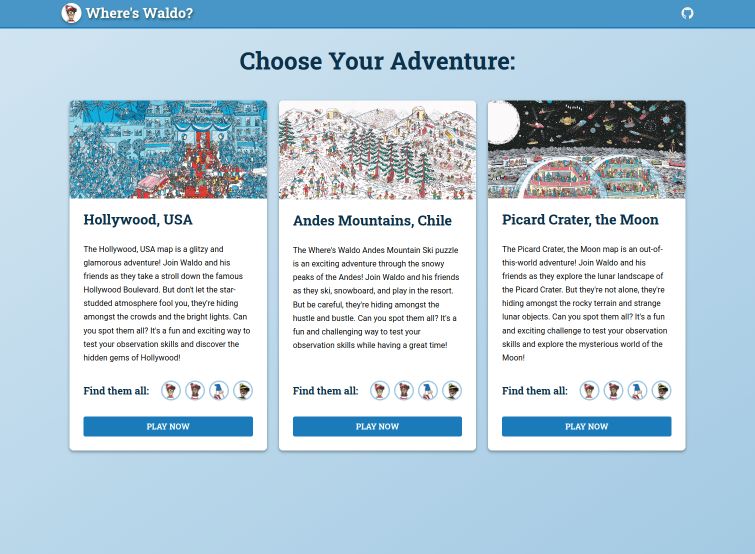 Where's Waldo?
Choose Your Adventure:
Hollywood, USA
The Hollywood, USA map is a glitzy and
glamorous adventure! Join Waldo and his
friends as they take a stroll down the famous
Hollywood Boulevard. But don't let the star-
studded atmosphere fool you, they're hiding
amongst the crowds and the bright lights. Can
you spot them all? It's a fun and exciting way to
test your observation skills and discover the
hidden gems of Hollywood!
Find them all:
PLAY NOW
Andes Mountains, Chile
The Where's Waldo Andes Mountain Ski puzzle
is an exciting adventure through the snowy
peaks of the Andes! Join Waldo and his friends
as they ski, snowboard, and play in the resort.
But be careful, they're hiding amongst the
hustle and bustle. Can you spot them all? It's a
fun and challenging way to test your
observation skills while having a great time!
Find them all:
PLAY NOW
Picard Crater, the Moon
The Picard Crater, the Moon map is an out-of-
this-world adventure! Join Waldo and his
friends as they explore the lunar landscape of
the Picard Crater. But they're not alone, they're
hiding amongst the rocky terrain and strange
lunar objects. Can you spot them all? It's a fun
and exciting challenge to test your observation
skills and explore the mysterious world of the
Moon!
Find them all:
PLAY NOW